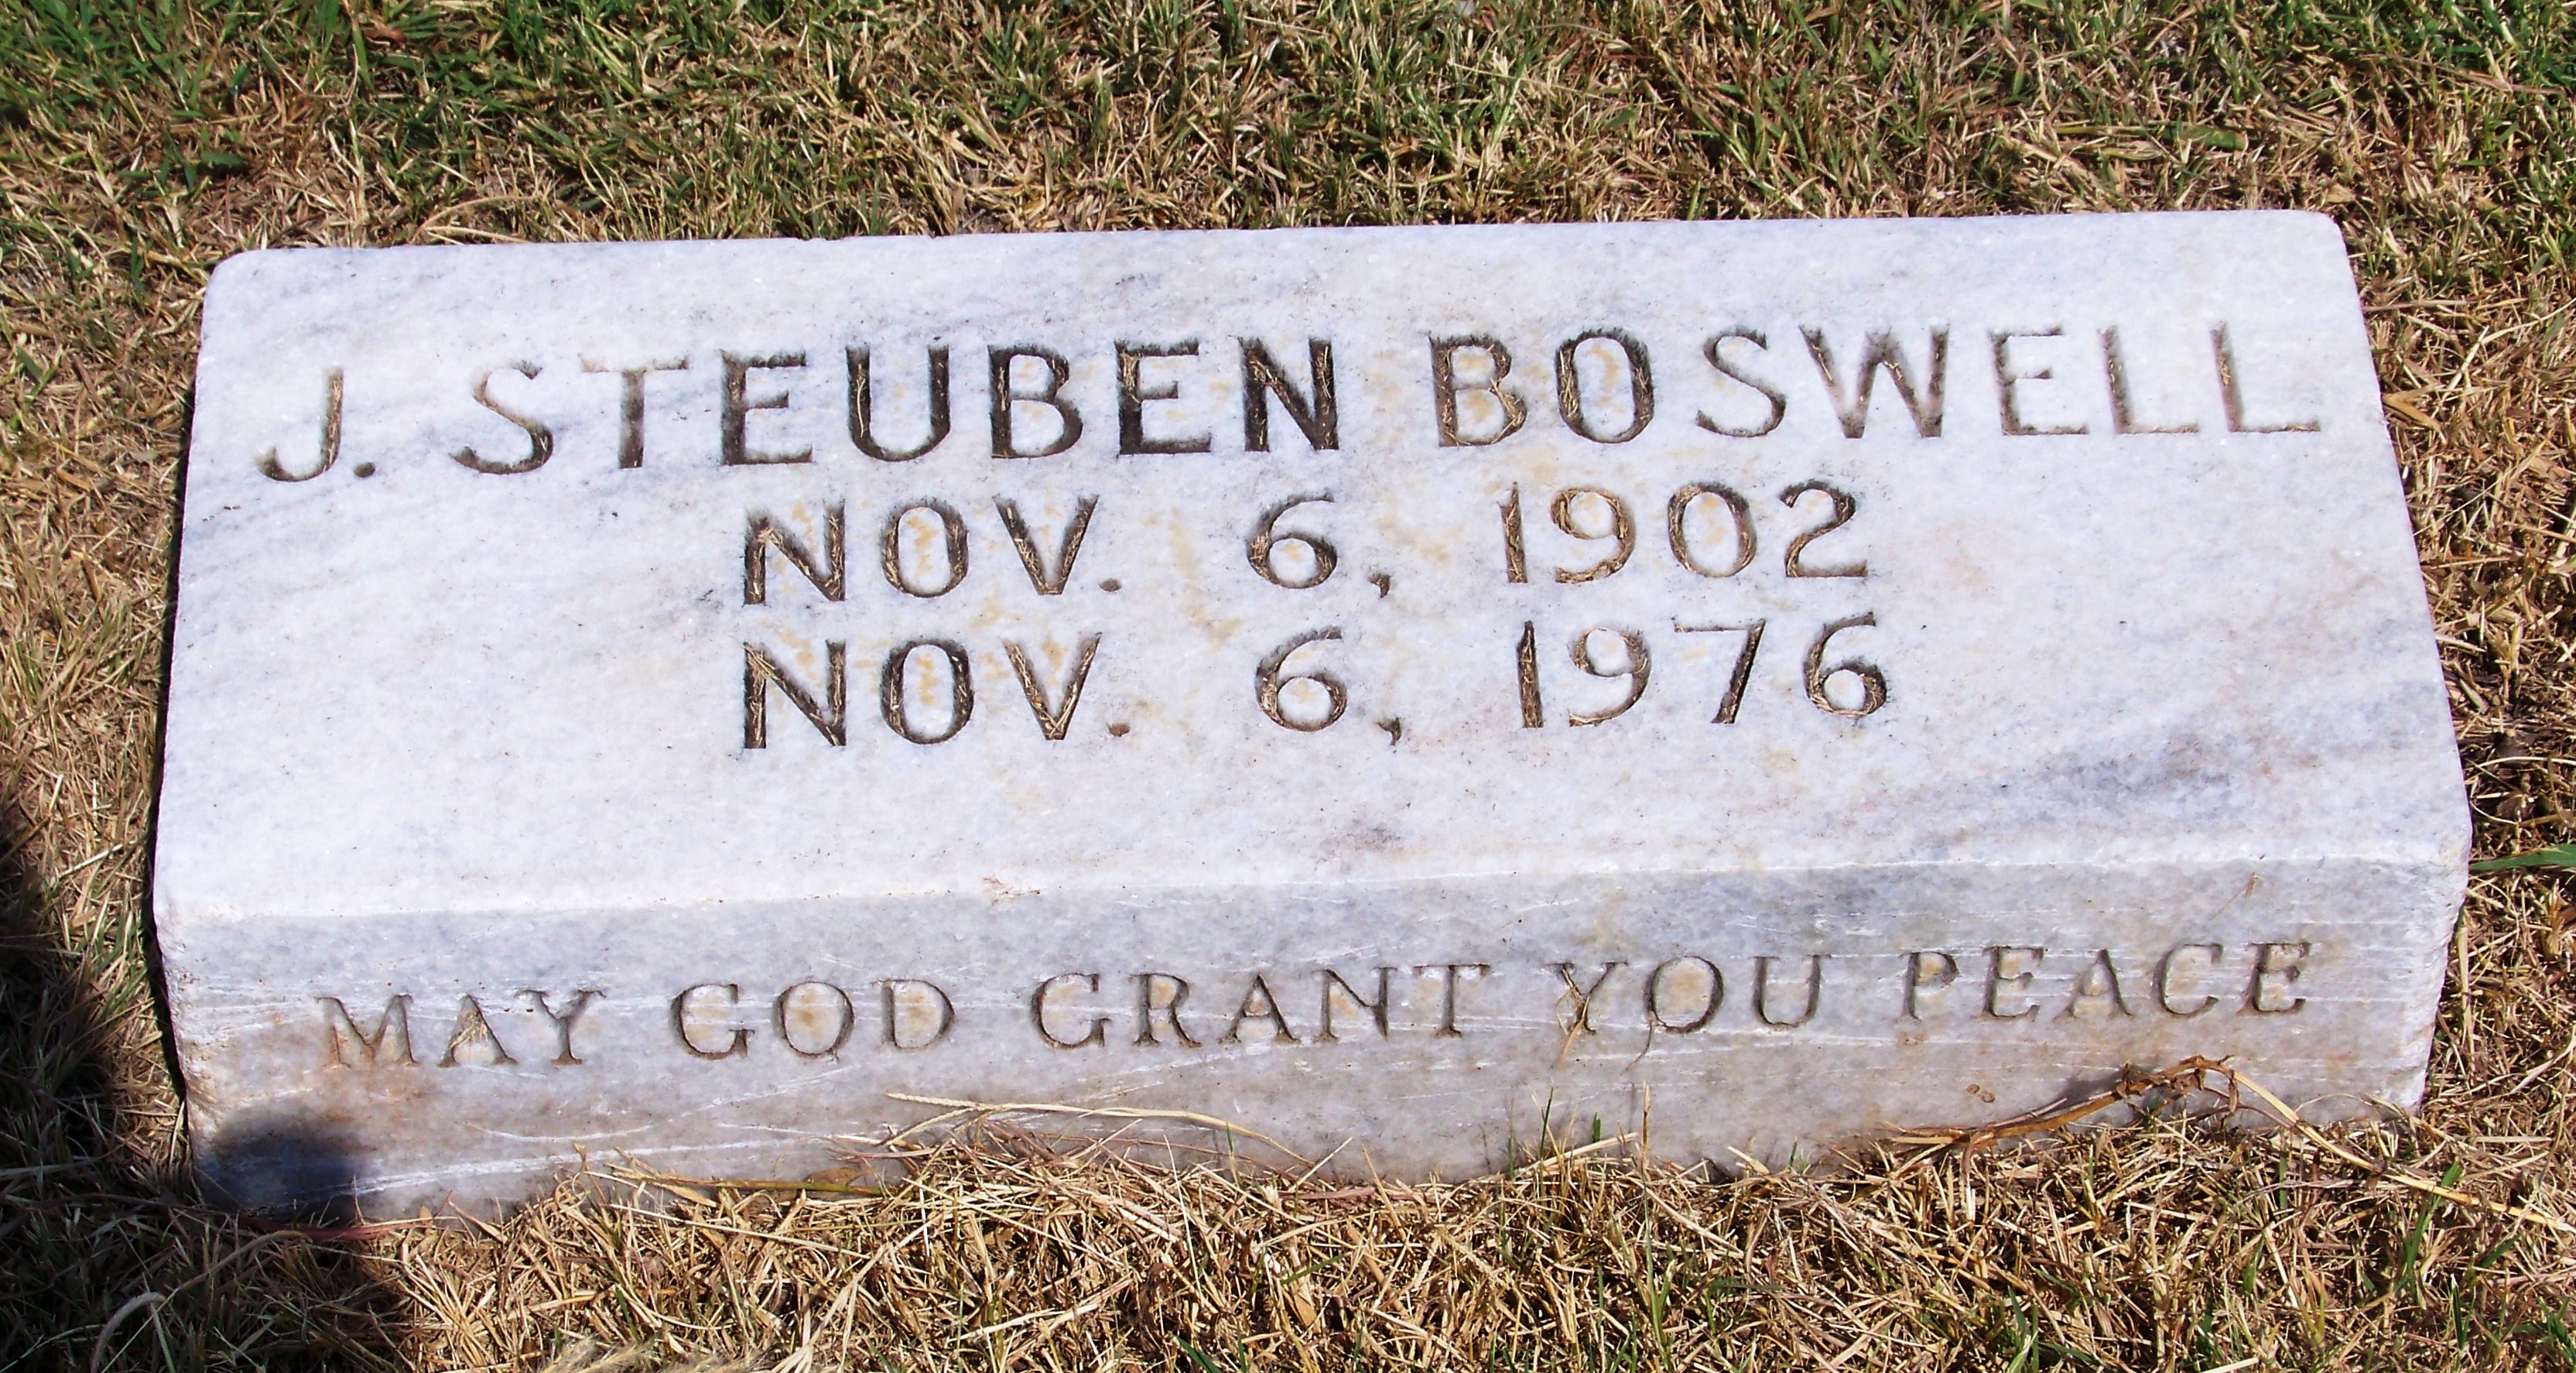 J. STEUBEN BOSWELL
NOV. 6, 1902
NOV. 6, 1976
MAY GOD GRANT YOU PEACE